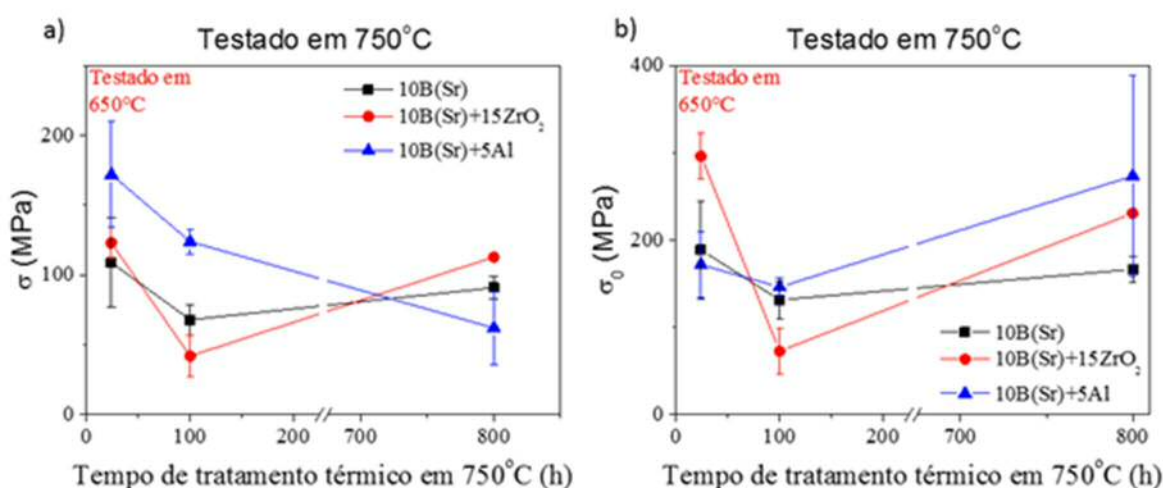 a)
Testado em 750°C
Testado em
650°C
10B(Sr)
10B(Sr)+15ZrO₂
10B(Sr)+5Al
σ (MPa)
200
100
0
0 100 200 700 800
Tempo de tratamento térmico em 750°C (h)
b)
Testado em 750°C
Testado em
650°C
10B(Sr)
10B(Sr)+15ZrO₂
10B(Sr)+5Al
σ₀ (MPa)
400
200
0
0 100 200 700 800
Tempo de tratamento térmico em 750°C (h)